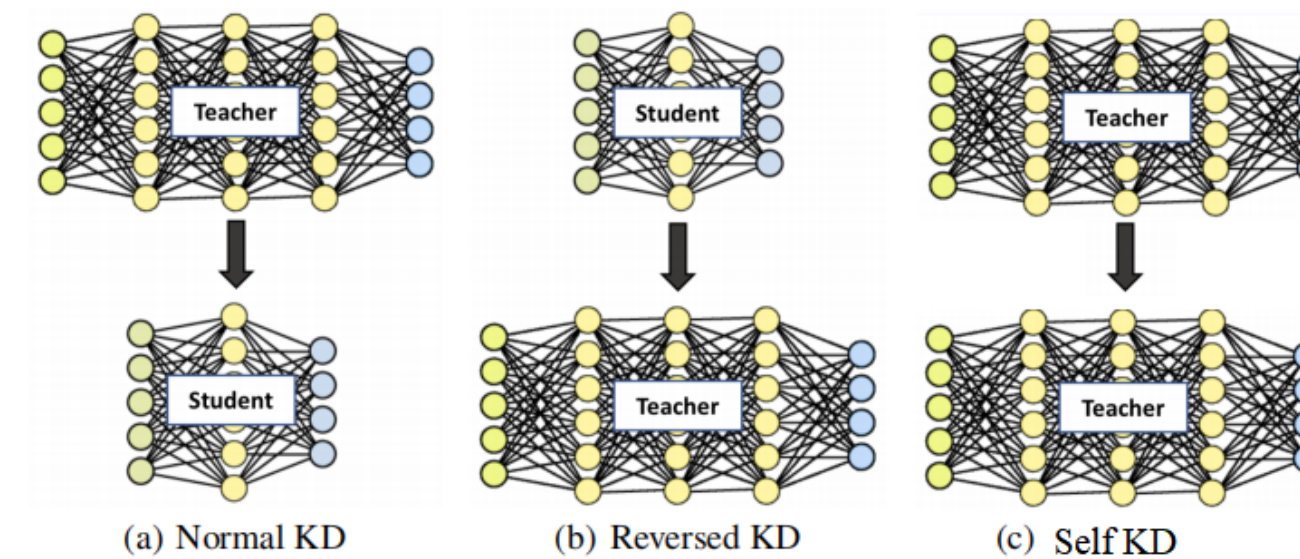 Teacher
Student
Teacher
Student
Teacher
Teacher
(a) Normal KD
(b) Reversed KD
(c) Self KD